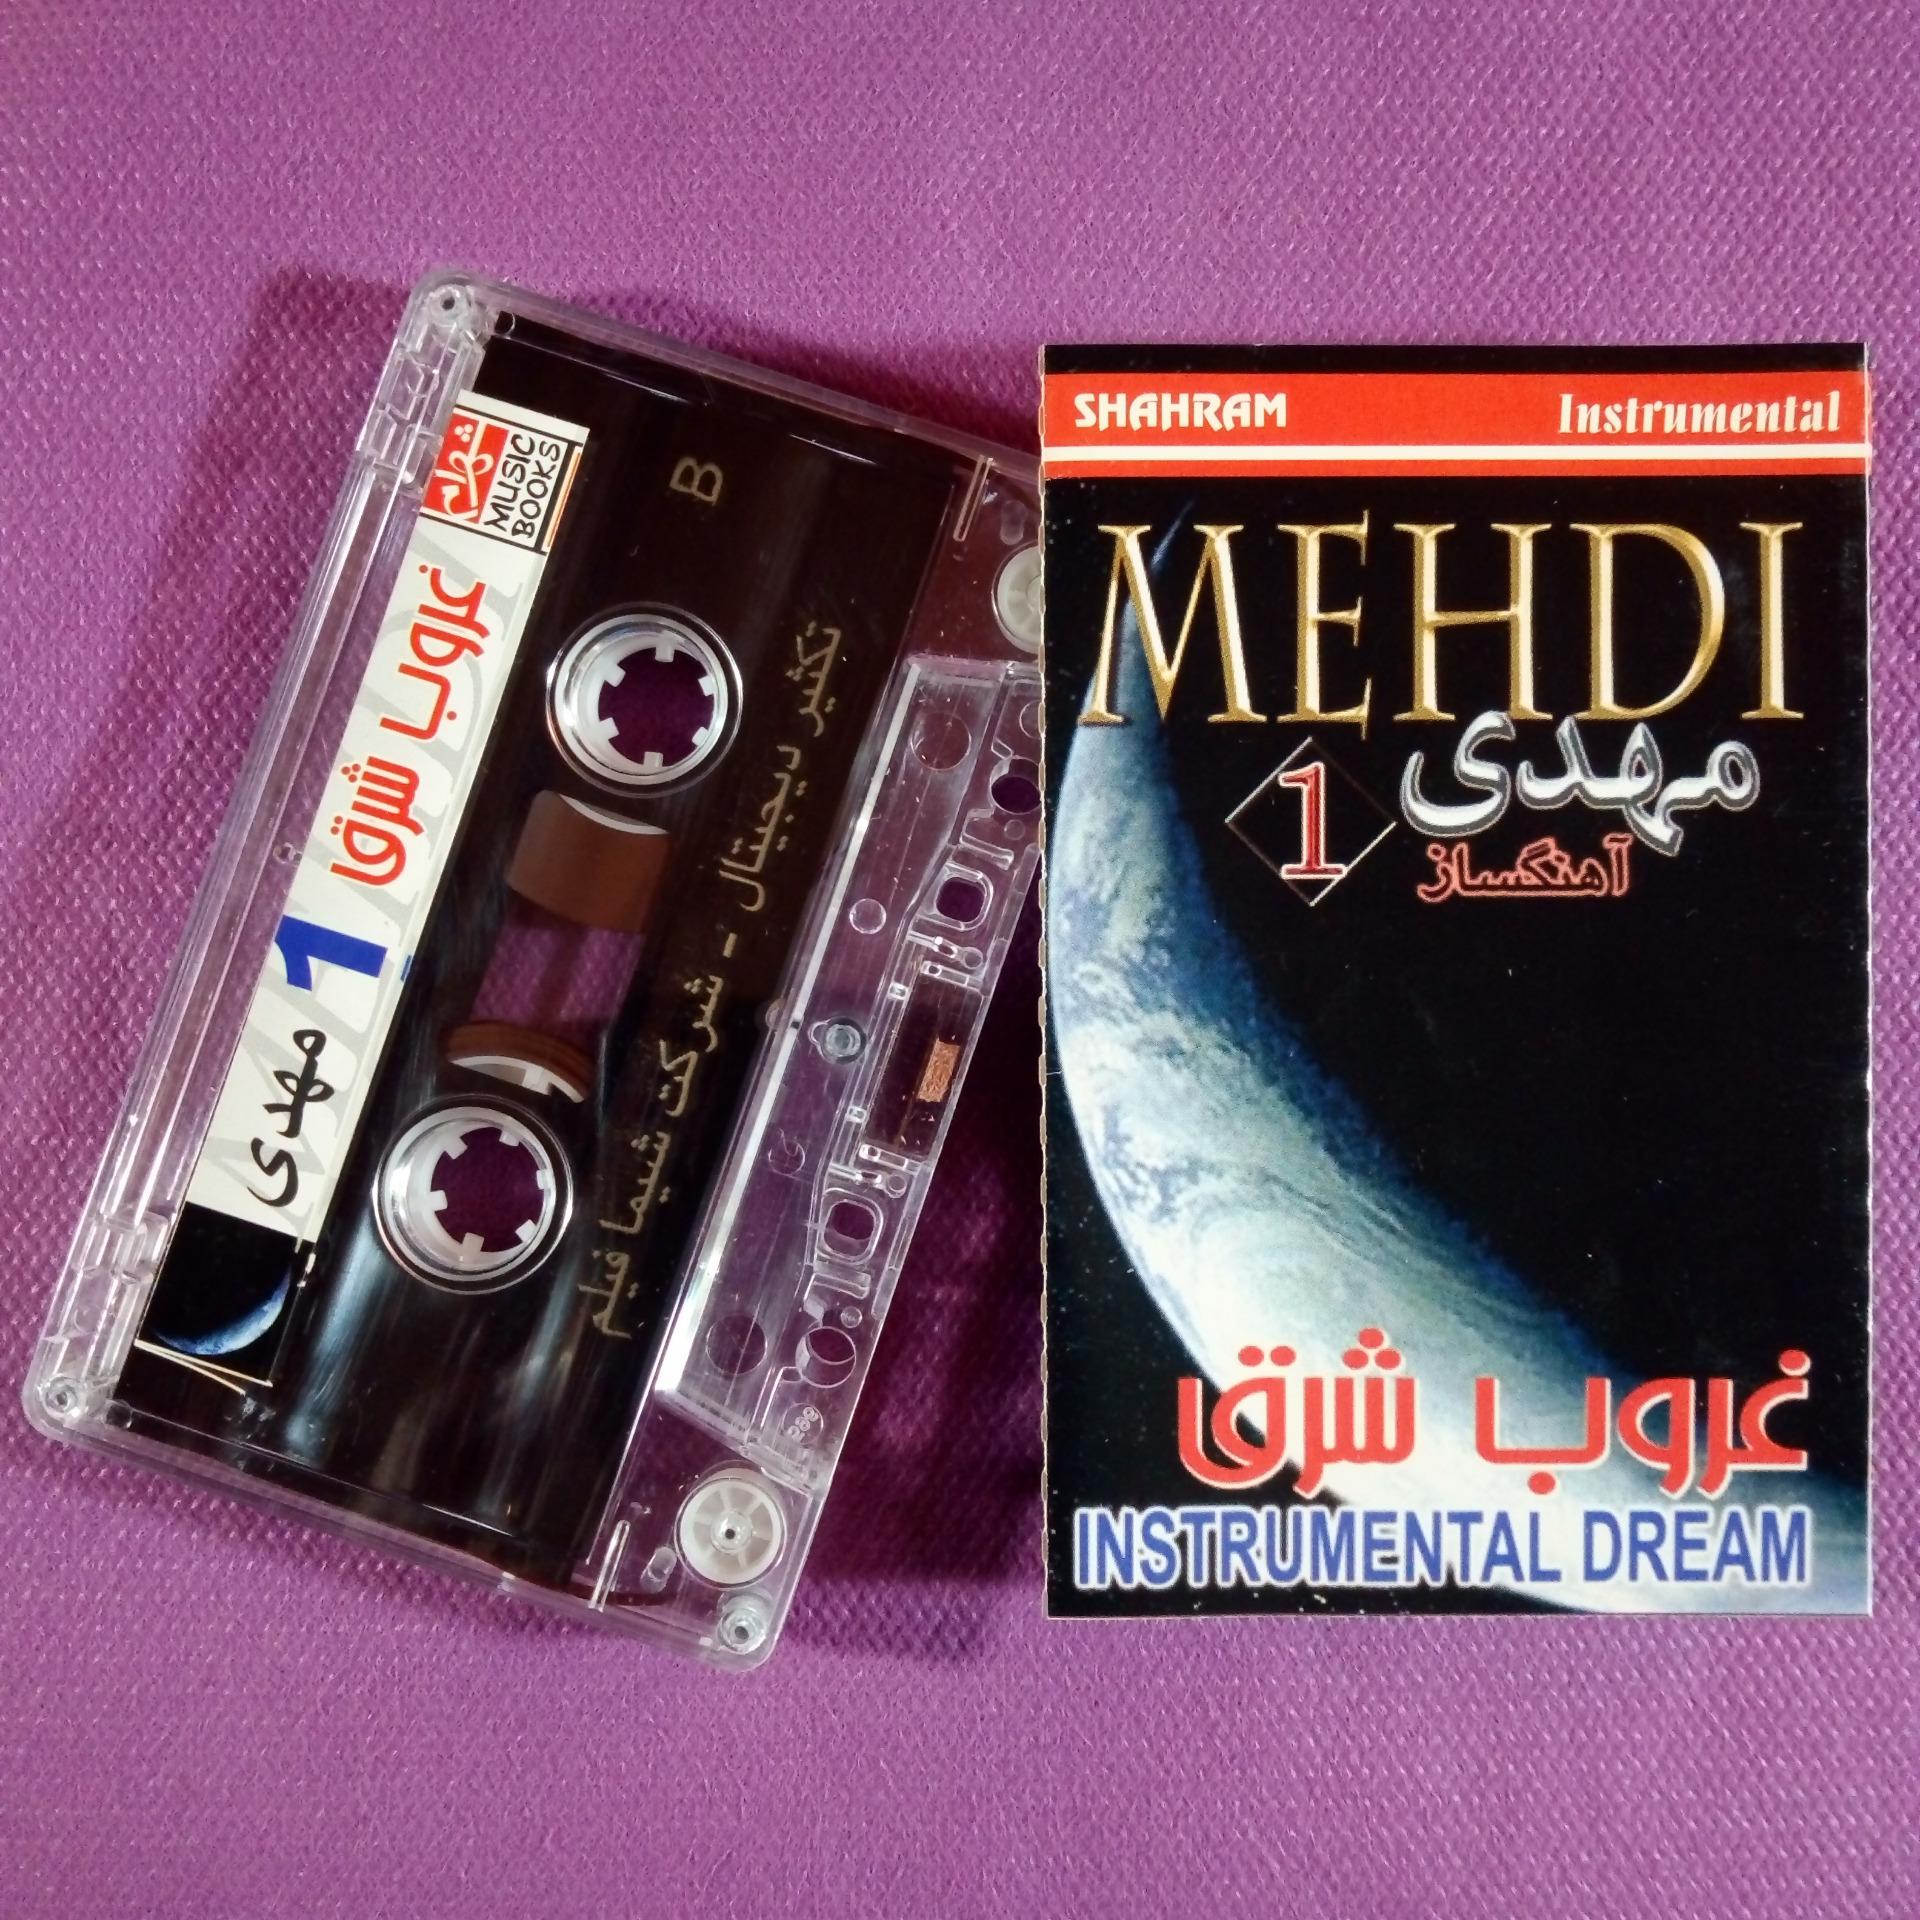 شهرام
MUSIC
BOOKS
غروب شرق
1
مهدی
B
تکثیر دیجیتال - شرکت شیما فیلم
SHAHRAM
Instrumental
MEHDI
مهدی
1
آهنگساز
غروب شرق
INSTRUMENTAL DREAM